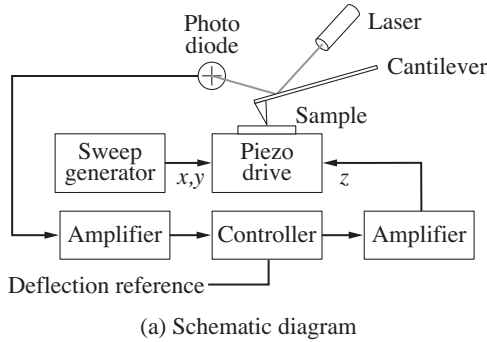 Laser
Photo
diode
Cantilever
Sample
Sweep
generator
x,y
Piezo
drive
z
Amplifier
Controller
Amplifier
Deflection reference
(a) Schematic diagram